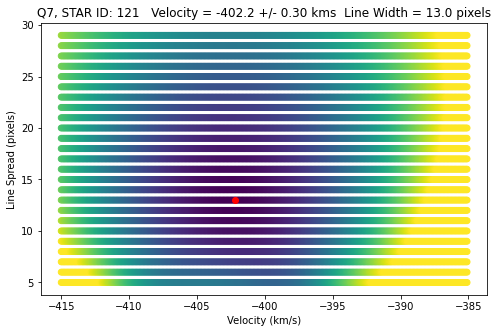 Q7, STAR ID: 121   Velocity = -402.2 +/- 0.30 kms  Line Width = 13.0 pixels
30
25
20
15
10
5
Line Spread (pixels)
−415 −410 −405 −400 −395 −390 −385
Velocity (km/s)